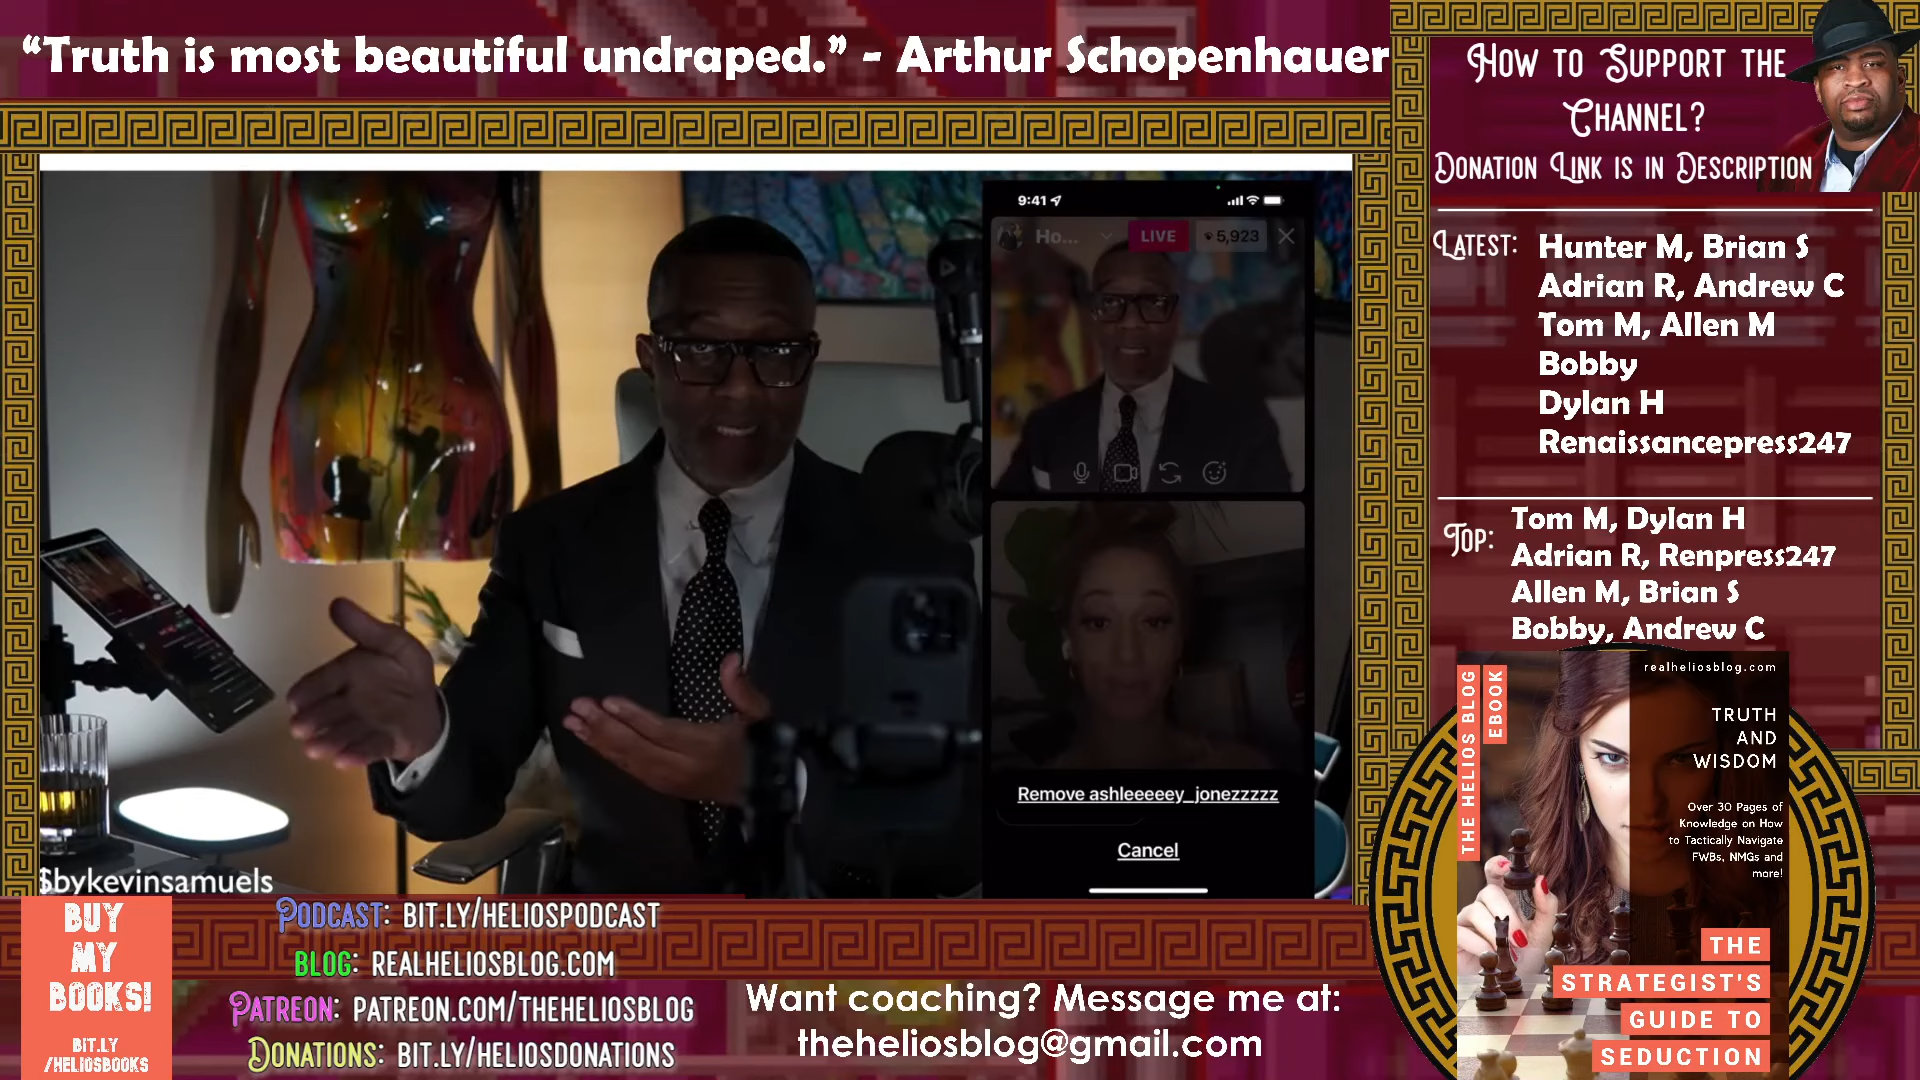 “Truth is most beautiful undraped.” - Arthur Schopenhauer
How to Support the
Channel?
Donation Link is in Description
Latest:
Hunter M, Brian S
Adrian R, Andrew C
Tom M, Allen M
Bobby
Dylan H
Renaissancepress247
Top:
Tom M, Dylan H
Adrian R, Renpress247
Allen M, Brian S
Bobby, Andrew C
9:41
Ho...
LIVE
5,923
Remove ashleeeeey_jonezzzzz
Cancel
$bykevinsamuels
BUY
MY
BOOKS!
BIT.LY
/HELIOSBOOKS
Podcast: bit.ly/heliospodcast
Blog: realheliosblog.com
Patreon: patreon.com/theheliosblog
Donations: bit.ly/heliosdonations
Want coaching? Message me at:
theheliosblog@gmail.com
THE HELIOS BLOG
EBOOK
realheliosblog.com
TRUTH
AND
WISDOM
Over 30 Pages of
Knowledge on How
to Tactically Navigate
FWBs, NMGs and
more!
THE
STRATEGIST'S
GUIDE TO
SEDUCTION